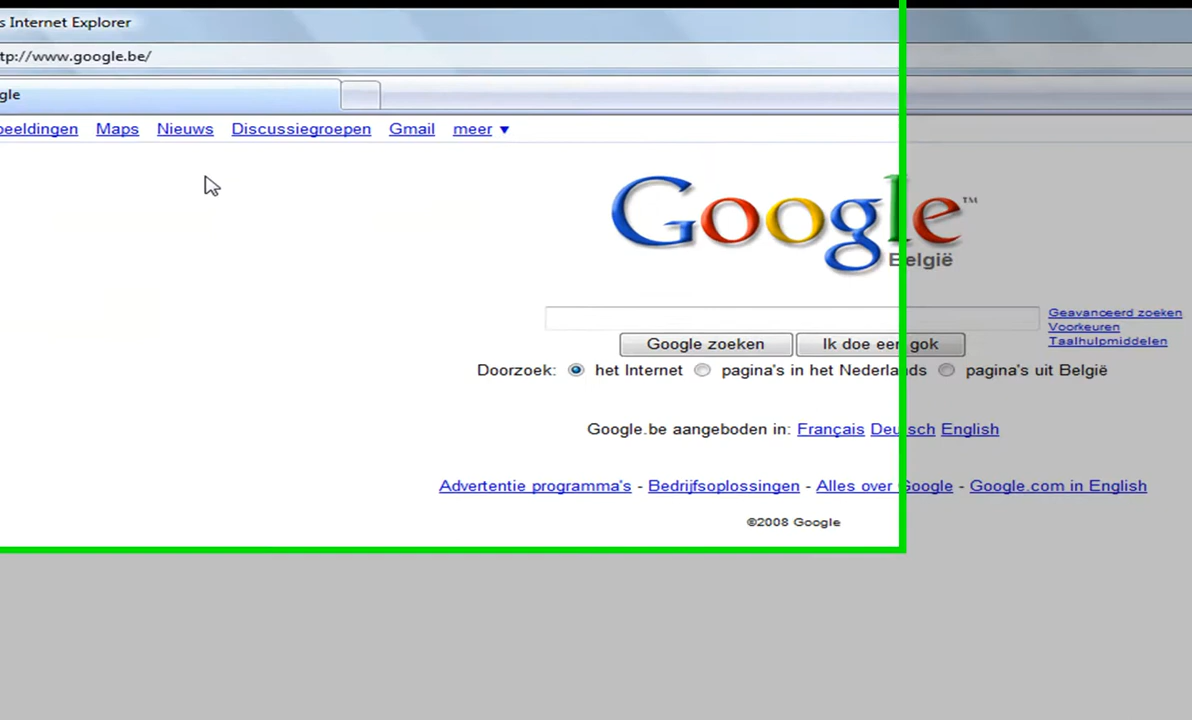 s Internet Explorer
tp://www.google.be/
gle
beeldingen Maps Nieuws Discussiegroepen Gmail meer ▼
Google™
België
Geavanceerd zoeken
Voorkeuren
Taalhulpmiddelen
Google zoeken Ik doe een gok
Doorzoek: het Internet pagina's in het Nederlands pagina's uit België
Google.be aangeboden in: Français Deutsch English
Advertentie programma's - Bedrijfsoplossingen - Alles over Google - Google.com in English
©2008 Google